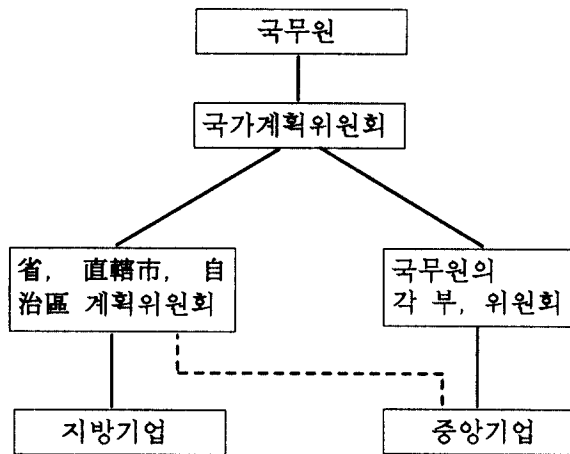 국무원
국가계획위원회
省, 直轄市, 自
治區 계획위원회
국무원의
각 부, 위원회
지방기업
중앙기업